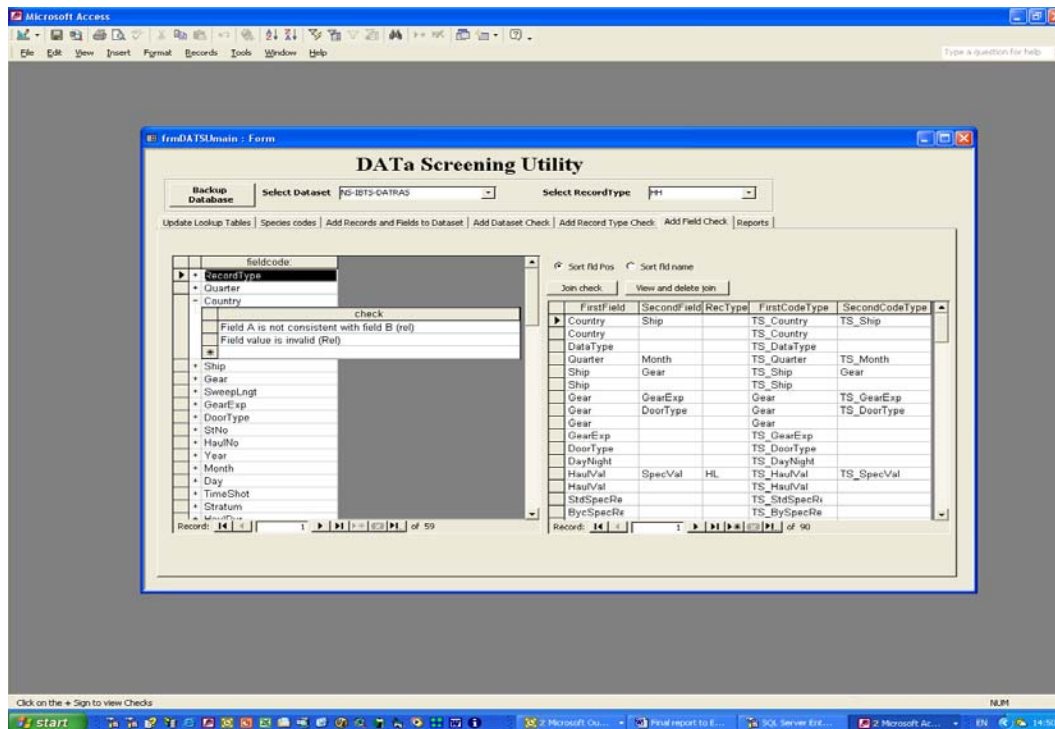 Microsoft Access
File Edit View Insert Format Records Tools Window Help
Type a question for help
frmDATSUmain : Form
DATa Screening Utility
Backup Database
Select Dataset NS-IBTS-DATRAS
Select RecordType HH
Update Lookup Tables Species codes Add Records and Fields to Dataset Add Dataset Check Add Record Type Check Add Field Check Reports
fieldcode:
RecordType
Quarter
Country
check
Field A is not consistent with field B (rel)
Field value is invalid (Rel)
Ship
Gear
SweepLngt
GearExp
DoorType
StNo
HaulNo
Year
Month
Day
TimeShot
Stratum
HaulDur
Record: 1 of 59
Sort fld Pos Sort fld name
Join check View and delete join
FirstField SecondField RecType FirstCodeType SecondCodeType
Country Ship TS_Country TS_Ship
Country TS_Country
DataType TS_DataType
Quarter Month TS_Quarter TS_Month
Ship Gear TS_Ship Gear
Ship TS_Ship
Gear GearExp Gear TS_GearExp
Gear DoorType Gear TS_DoorType
Gear Gear
GearExp TS_GearExp
DoorType TS_DoorType
DayNight TS_DayNight
HaulVal SpecVal HL TS_HaulVal TS_SpecVal
HaulVal TS_HaulVal
StdSpecRe TS_StdSpecRe
BycSpecRe TS_BySpecRe
Record: 1 of 90
Click on the + Sign to view Checks
NUM
start
2 Microsoft Ou...
Final report to E...
SQL Server Ent...
2 Microsoft Ac...
EN
14:50